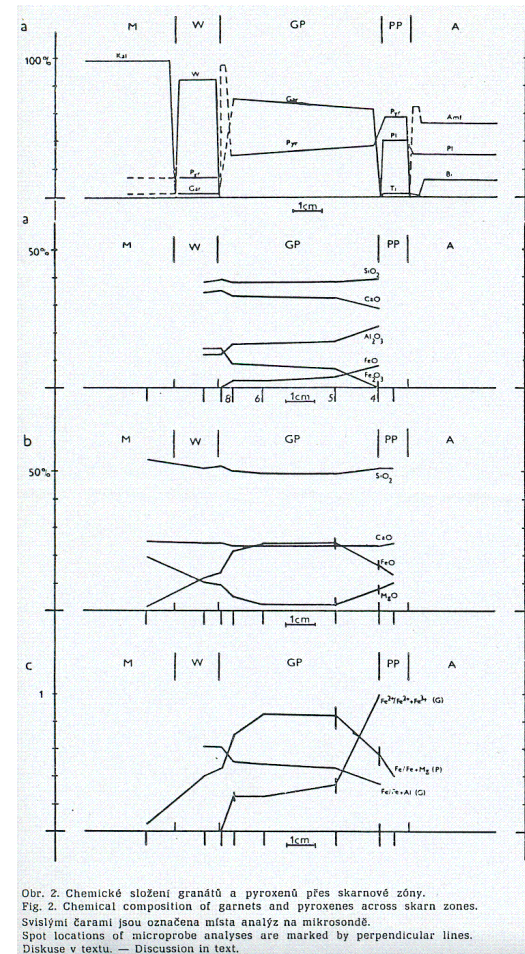 a M W GP PP A
100%
Kal
W
Gar
Pyr
Pyr
Amf
Pl
Pl
Pyr
Gar
Ti
Bi
1cm
a
50%
M W GP PP A
SiO2
CaO
Al2O3
FeO
Fe2O3
8 6 1cm 5 4
b
M W GP PP A
50%
SiO2
CaO
FeO
MgO
1cm
c
M W GP PP A
1
Fe2+/Fe2++Fe3+ (G)
Fe/Fe+Mg (P)
Fe/Fe+Al (G)
1cm
Obr. 2. Chemické složení granátů a pyroxenů přes skarnové zóny.
Fig. 2. Chemical composition of garnets and pyroxenes across skarn zones.
Svislými čarami jsou označena místa analýz na mikrosondě.
Spot locations of microprobe analyses are marked by perpendicular lines.
Diskuse v textu. — Discussion in text.